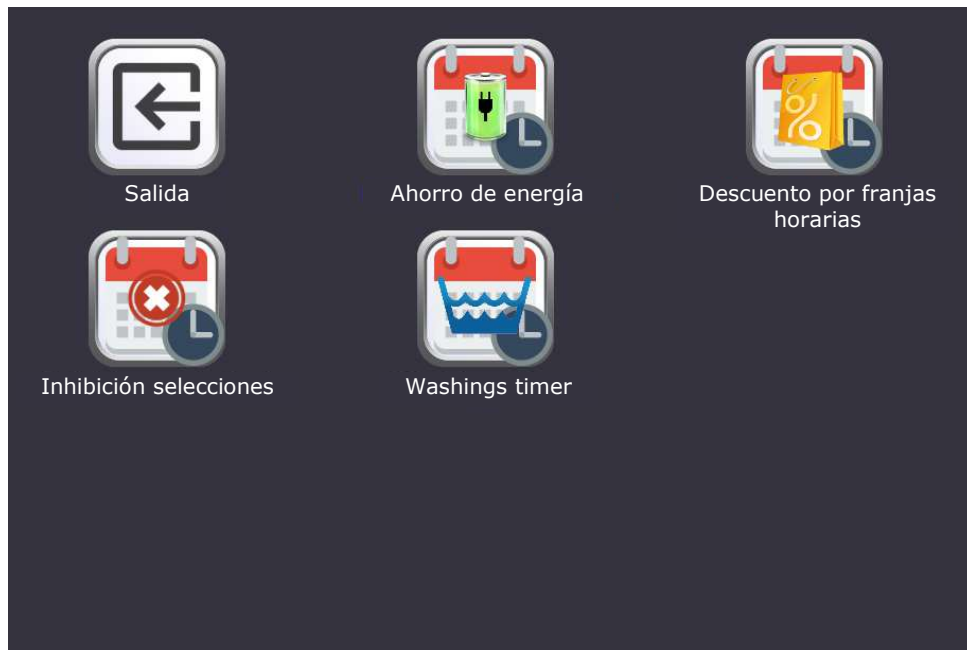 Salida
Ahorro de energía
Descuento por franjas
horarias
Inhibición selecciones
Washings timer